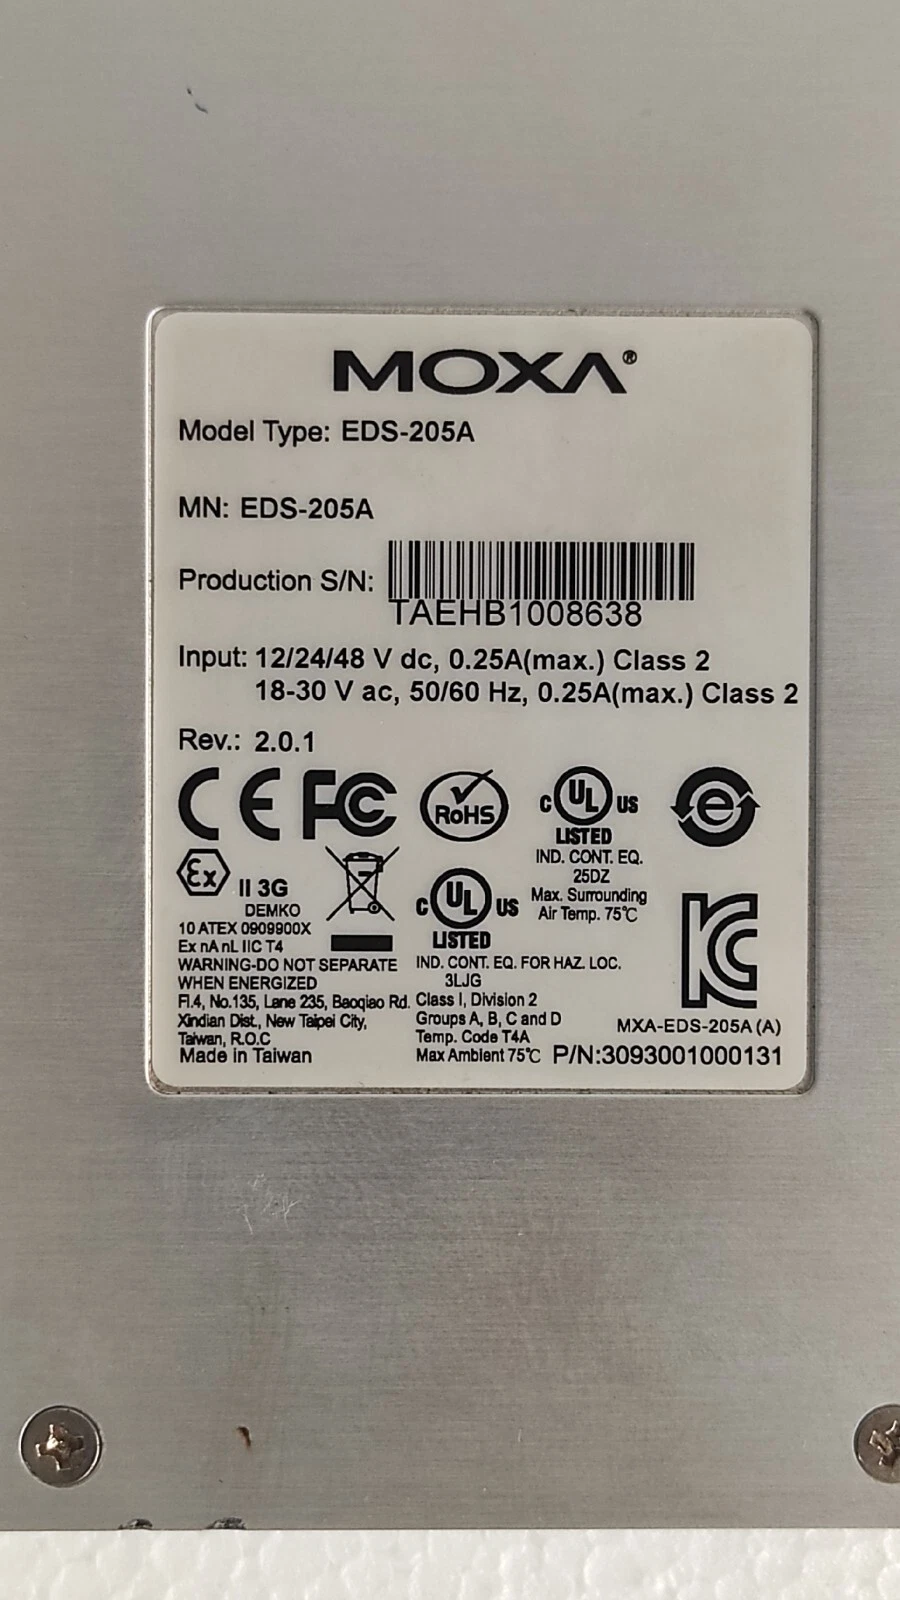 MOXA®
Model Type: EDS-205A
MN: EDS-205A
Production S/N:
TAEHB1008638
Input: 12/24/48 V dc, 0.25A(max.) Class 2
18-30 V ac, 50/60 Hz, 0.25A(max.) Class 2
Rev.: 2.0.1
CE FC RoHS C UL US e
LISTED
IND. CONT. EQ.
25DZ
Max. Surrounding
Air Temp. 75℃
Ex II 3G
DEMKO
10 ATEX 0909900X
Ex nA nL IIC T4
WARNING-DO NOT SEPARATE
WHEN ENERGIZED
Fl.4, No.135, Lane 235, Baoqiao Rd.
Xindian Dist., New Taipei City,
Taiwan, R.O.C
Made in Taiwan
C UL US
LISTED
IND. CONT. EQ. FOR HAZ. LOC.
3LJG
Class I, Division 2
Groups A, B, C and D
Temp. Code T4A
Max Ambient 75℃
KC
MXA-EDS-205A (A)
P/N:3093001000131